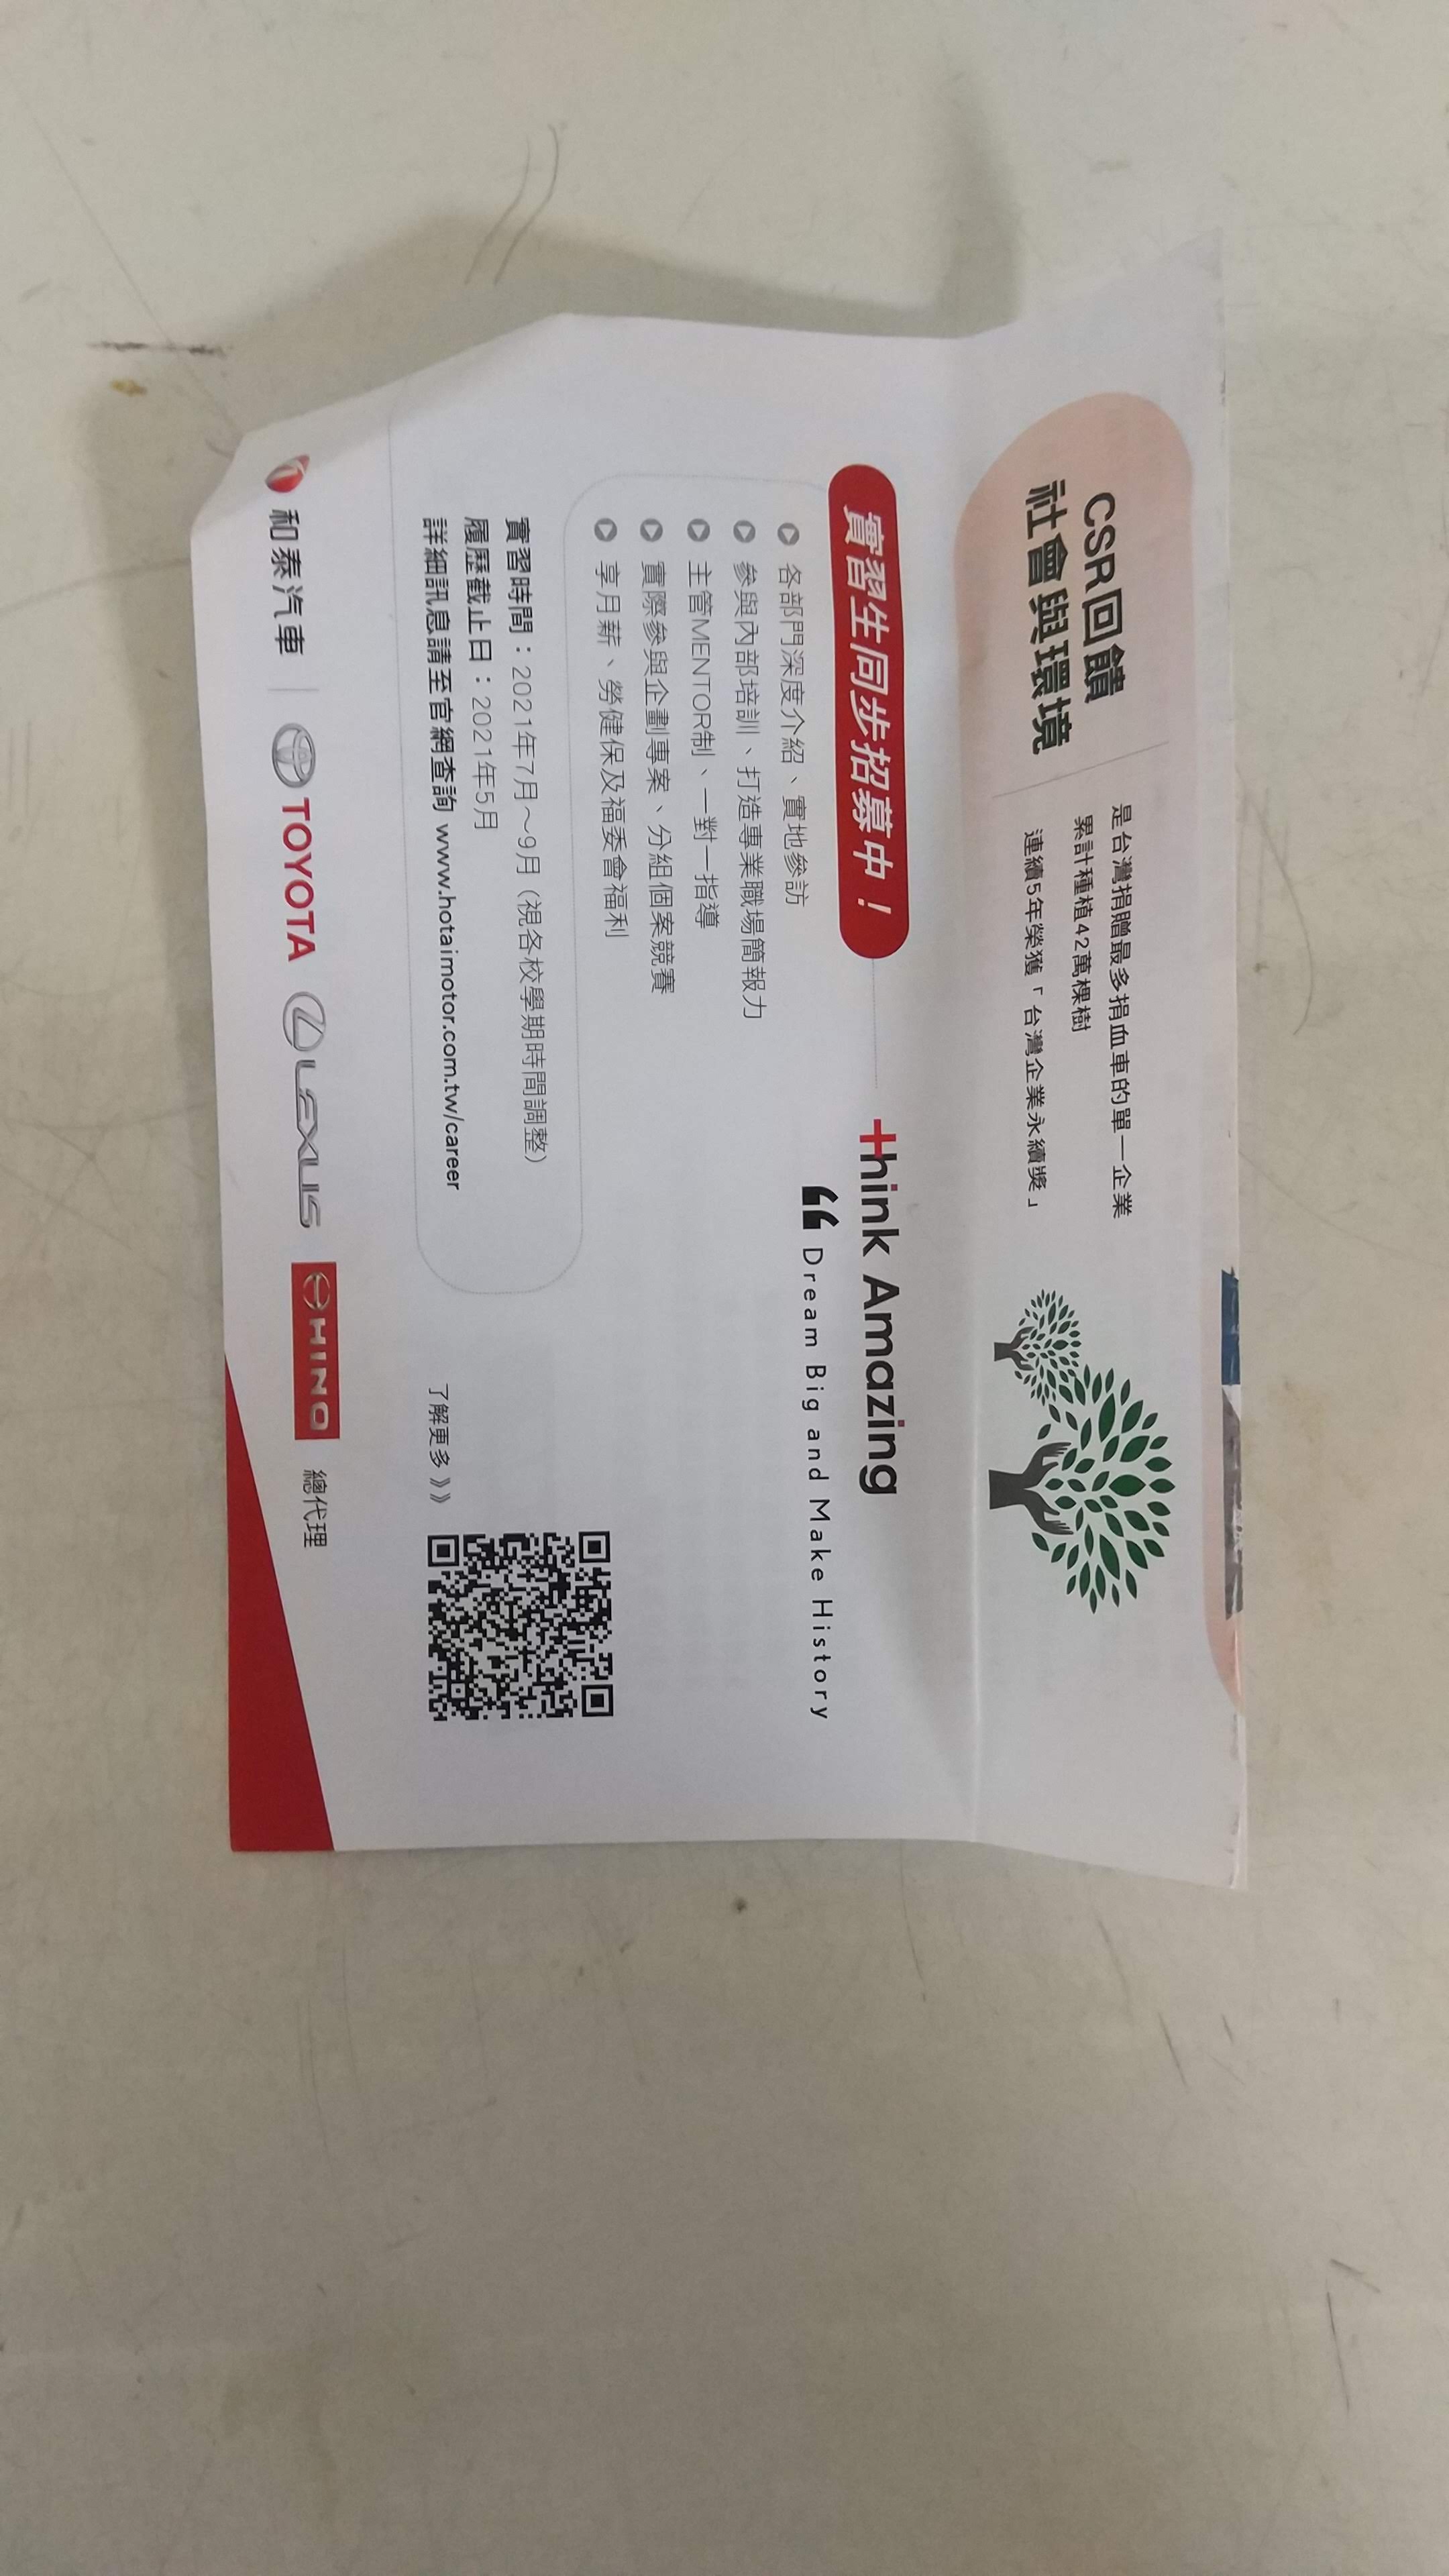 CSR回饋
社會與環境
是台灣捐贈最多捐血車的單一企業
累計種植42萬棵樹
連續5年榮獲「台灣企業永續獎」
實習生同步招募中！
各部門深度介紹、實地參訪
參與內部培訓、打造專業職場簡報力
主管MENTOR制、一對一指導
實際參與企劃專案、分組個案競賽
享月薪、勞健保及福委會福利
實習時間：2021年7月～9月（視各校學期時間調整）
履歷截止日：2021年5月
詳細訊息請至官網查詢 www.hotaimotor.com.tw/career
think Amazing
“ Dream Big and Make History
了解更多 》》
和泰汽車 TOYOTA LEXUS HINO 總代理